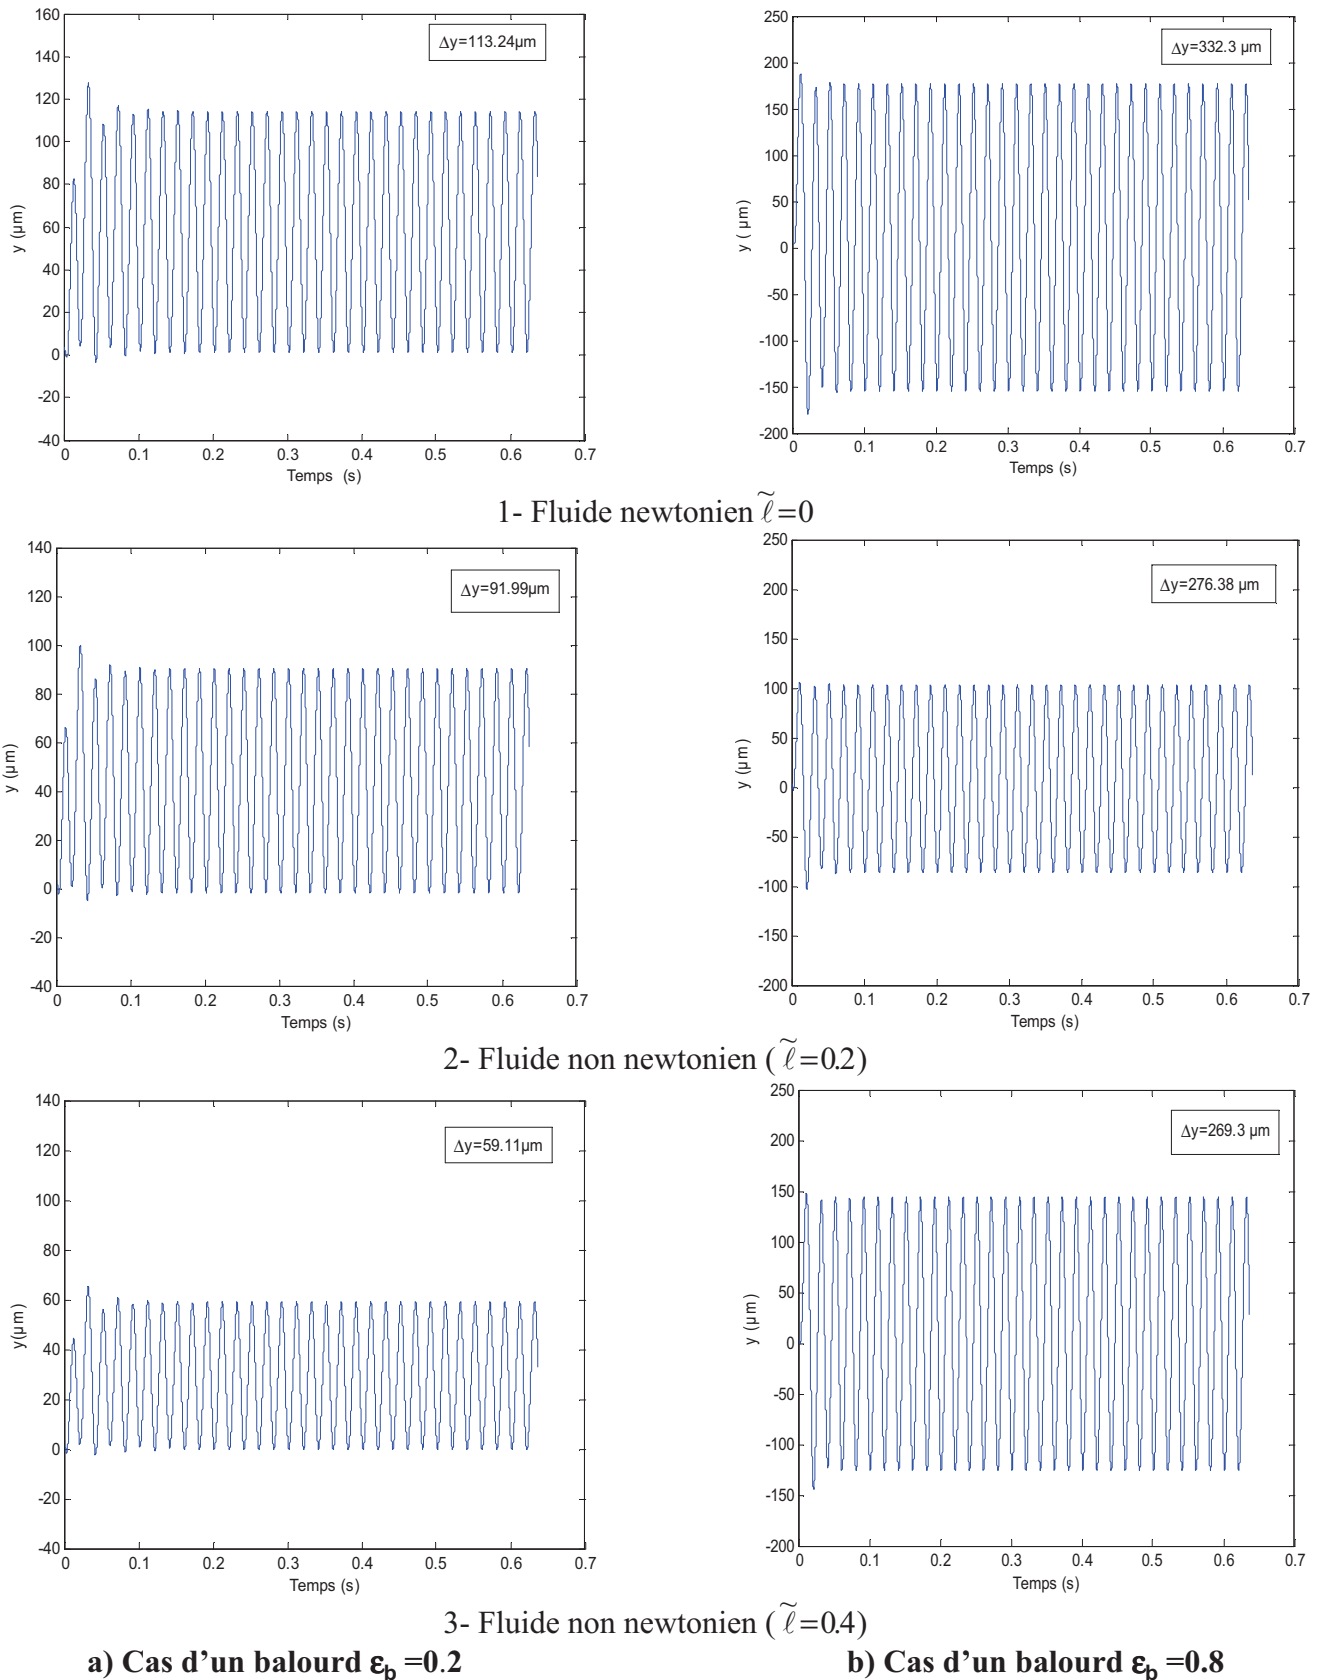 160
140
120
100
80
60
40
20
0
-20
-40
y (µm)
Δy=113.24µm
0 0.1 0.2 0.3 0.4 0.5 0.6 0.7
Temps (s)
250
200
150
100
50
0
-50
-100
-150
-200
y ( µm)
Δy=332.3 µm
0 0.1 0.2 0.3 0.4 0.5 0.6 0.7
Temps (s)
1- Fluide newtonien ℓ̃=0
140
120
100
80
60
40
20
0
-20
-40
y (µm)
Δy=91.99µm
0 0.1 0.2 0.3 0.4 0.5 0.6 0.7
Temps (s)
250
200
150
100
50
0
-50
-100
-150
-200
y (µm)
Δy=276.38 µm
0 0.1 0.2 0.3 0.4 0.5 0.6 0.7
Temps (s)
2- Fluide non newtonien ( ℓ̃=0.2)
140
120
100
80
60
40
20
0
-20
-40
y(µm)
Δy=59.11µm
0 0.1 0.2 0.3 0.4 0.5 0.6 0.7
Temps (s)
250
200
150
100
50
0
-50
-100
-150
-200
y (µm)
Δy=269.3 µm
0 0.1 0.2 0.3 0.4 0.5 0.6 0.7
Temps (s)
3- Fluide non newtonien ( ℓ̃=0.4)
a) Cas d'un balourd ε_b =0.2
b) Cas d'un balourd ε_b =0.8